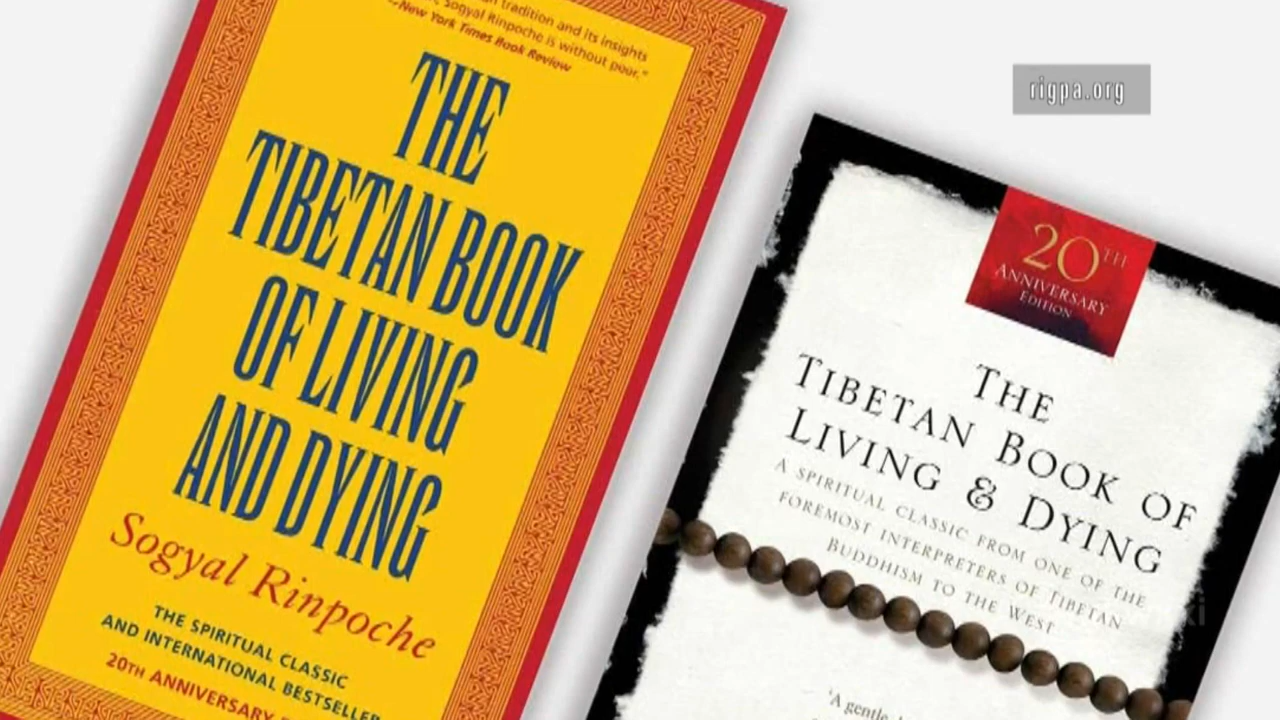 tradition and its insights
Sogyal Rinpoche is without peer."
New York Times Book Review
THE
TIBETAN BOOK
OF LIVING
AND DYING
Sogyal Rinpoche
THE SPIRITUAL CLASSIC
AND INTERNATIONAL BESTSELLER
20TH ANNIVERSARY
rigpa.org
20TH
ANNIVERSARY
EDITION
THE
TIBETAN BOOK OF
LIVING & DYING
A SPIRITUAL CLASSIC FROM ONE OF THE
FOREMOST INTERPRETERS OF TIBETAN
BUDDHISM TO THE WEST
'A gentle